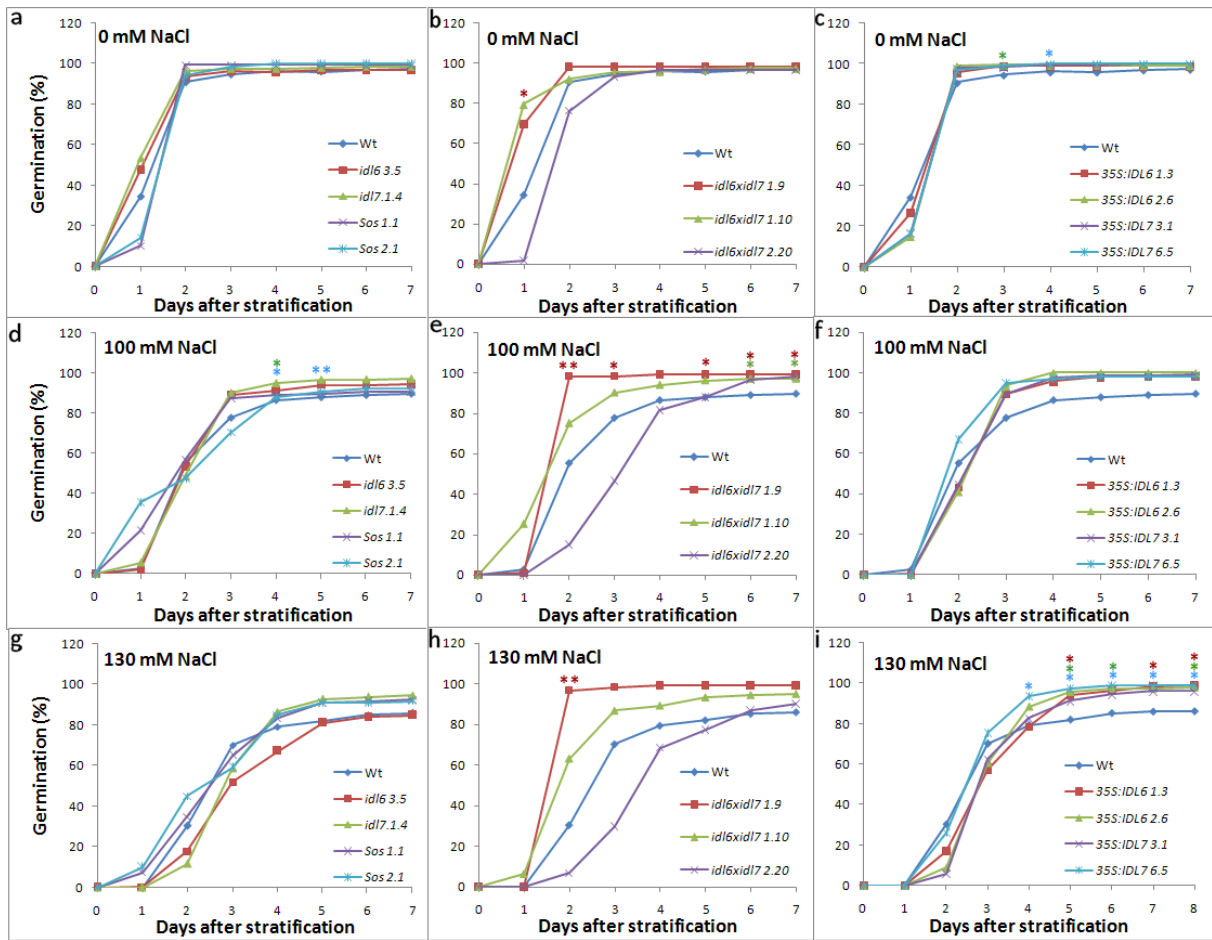 a
0 mM NaCl
Germination (%)
120
100
80
60
40
20
0
Wt
idl6 3.5
idl7.1.4
Sos 1.1
Sos 2.1
0 1 2 3 4 5 6 7
Days after stratification
b
0 mM NaCl
120
100
80
60
40
20
0
*
Wt
idl6xidl7 1.9
idl6xidl7 1.10
idl6xidl7 2.20
0 1 2 3 4 5 6 7
Days after stratification
c
0 mM NaCl
120
100
80
60
40
20
0
* *
Wt
35S:IDL6 1.3
35S:IDL6 2.6
35S:IDL7 3.1
35S:IDL7 6.5
0 1 2 3 4 5 6 7
Days after stratification
d
100 mM NaCl
Germination (%)
120
100
80
60
40
20
0
*
* **
Wt
idl6 3.5
idl7.1.4
Sos 1.1
Sos 2.1
0 1 2 3 4 5 6 7
Days after stratification
e
100 mM NaCl
120
100
80
60
40
20
0
** * * * *
* *
Wt
idl6xidl7 1.9
idl6xidl7 1.10
idl6xidl7 2.20
0 1 2 3 4 5 6 7
Days after stratification
f
100 mM NaCl
120
100
80
60
40
20
0
Wt
35S:IDL6 1.3
35S:IDL6 2.6
35S:IDL7 3.1
35S:IDL7 6.5
0 1 2 3 4 5 6 7
Days after stratification
g
130 mM NaCl
Germination (%)
120
100
80
60
40
20
0
Wt
idl6 3.5
idl7.1.4
Sos 1.1
Sos 2.1
0 1 2 3 4 5 6 7
Days after stratification
h
130 mM NaCl
120
100
80
60
40
20
0
**
Wt
idl6xidl7 1.9
idl6xidl7 1.10
idl6xidl7 2.20
0 1 2 3 4 5 6 7
Days after stratification
i
130 mM NaCl
120
100
80
60
40
20
0
* *
* * * *
* * * * *
Wt
35S:IDL6 1.3
35S:IDL6 2.6
35S:IDL7 3.1
35S:IDL7 6.5
0 1 2 3 4 5 6 7 8
Days after stratification